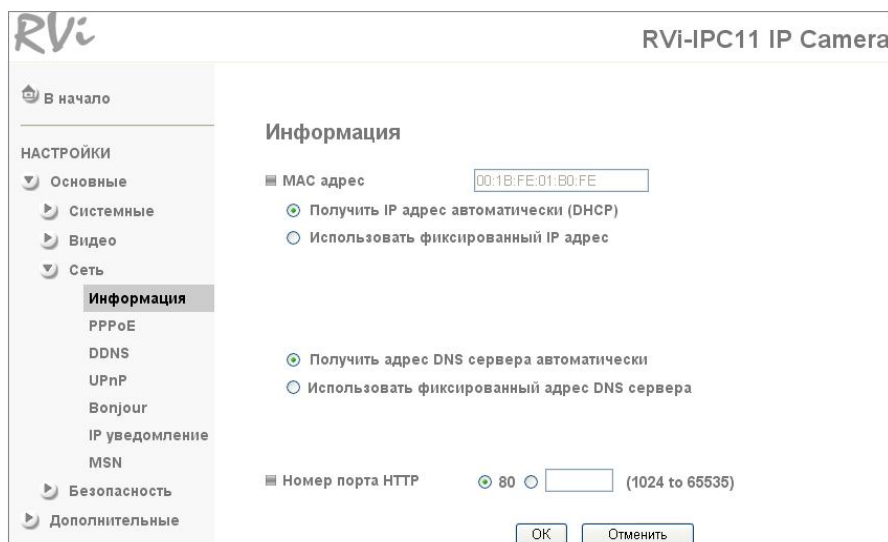 RVi
RVi-IPC11 IP Camera
В начало
НАСТРОЙКИ
Основные
Системные
Видео
Сеть
Информация
PPPoE
DDNS
UPnP
Bonjour
IP уведомление
MSN
Безопасность
Дополнительные
Информация
MAC адрес 00:1B:FE:01:B0:FE
Получить IP адрес автоматически (DHCP)
Использовать фиксированный IP адрес
Получить адрес DNS сервера автоматически
Использовать фиксированный адрес DNS сервера
Номер порта HTTP 80 (1024 to 65535)
OK Отменить